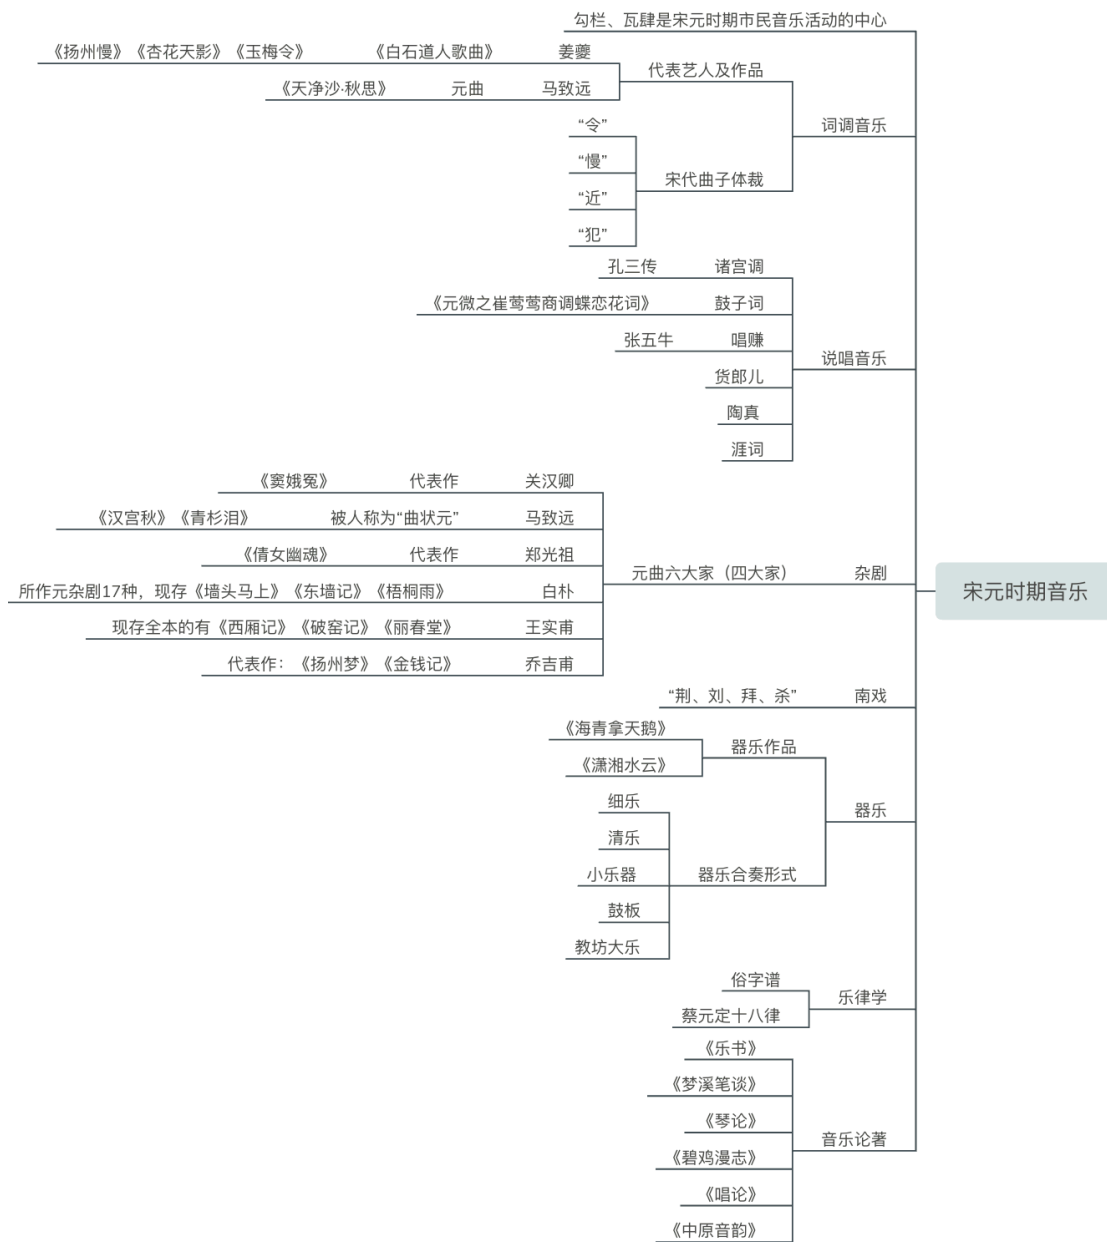 勾栏、瓦肆是宋元时期市民音乐活动的中心
《扬州慢》《杏花天影》《玉梅令》 《白石道人歌曲》 姜夔
代表艺人及作品
《天净沙·秋思》 元曲 马致远
词调音乐
“令”
“慢”
宋代曲子体裁
“近”
“犯”
孔三传 诸宫调
《元微之崔莺莺商调蝶恋花词》 鼓子词
张五牛 唱赚
说唱音乐
货郎儿
陶真
涯词
《窦娥冤》 代表作 关汉卿
《汉宫秋》《青杉泪》 被人称为“曲状元” 马致远
《倩女幽魂》 代表作 郑光祖
元曲六大家（四大家） 杂剧
所作元杂剧17种，现存《墙头马上》《东墙记》《梧桐雨》 白朴
宋元时期音乐
现存全本的有《西厢记》《破窑记》《丽春堂》 王实甫
代表作：《扬州梦》《金钱记》 乔吉甫
“荆、刘、拜、杀” 南戏
《海青拿天鹅》
器乐作品
《潇湘水云》
细乐
器乐
清乐
小乐器 器乐合奏形式
鼓板
教坊大乐
俗字谱
乐律学
蔡元定十八律
《乐书》
《梦溪笔谈》
《琴论》
音乐论著
《碧鸡漫志》
《唱论》
《中原音韵》